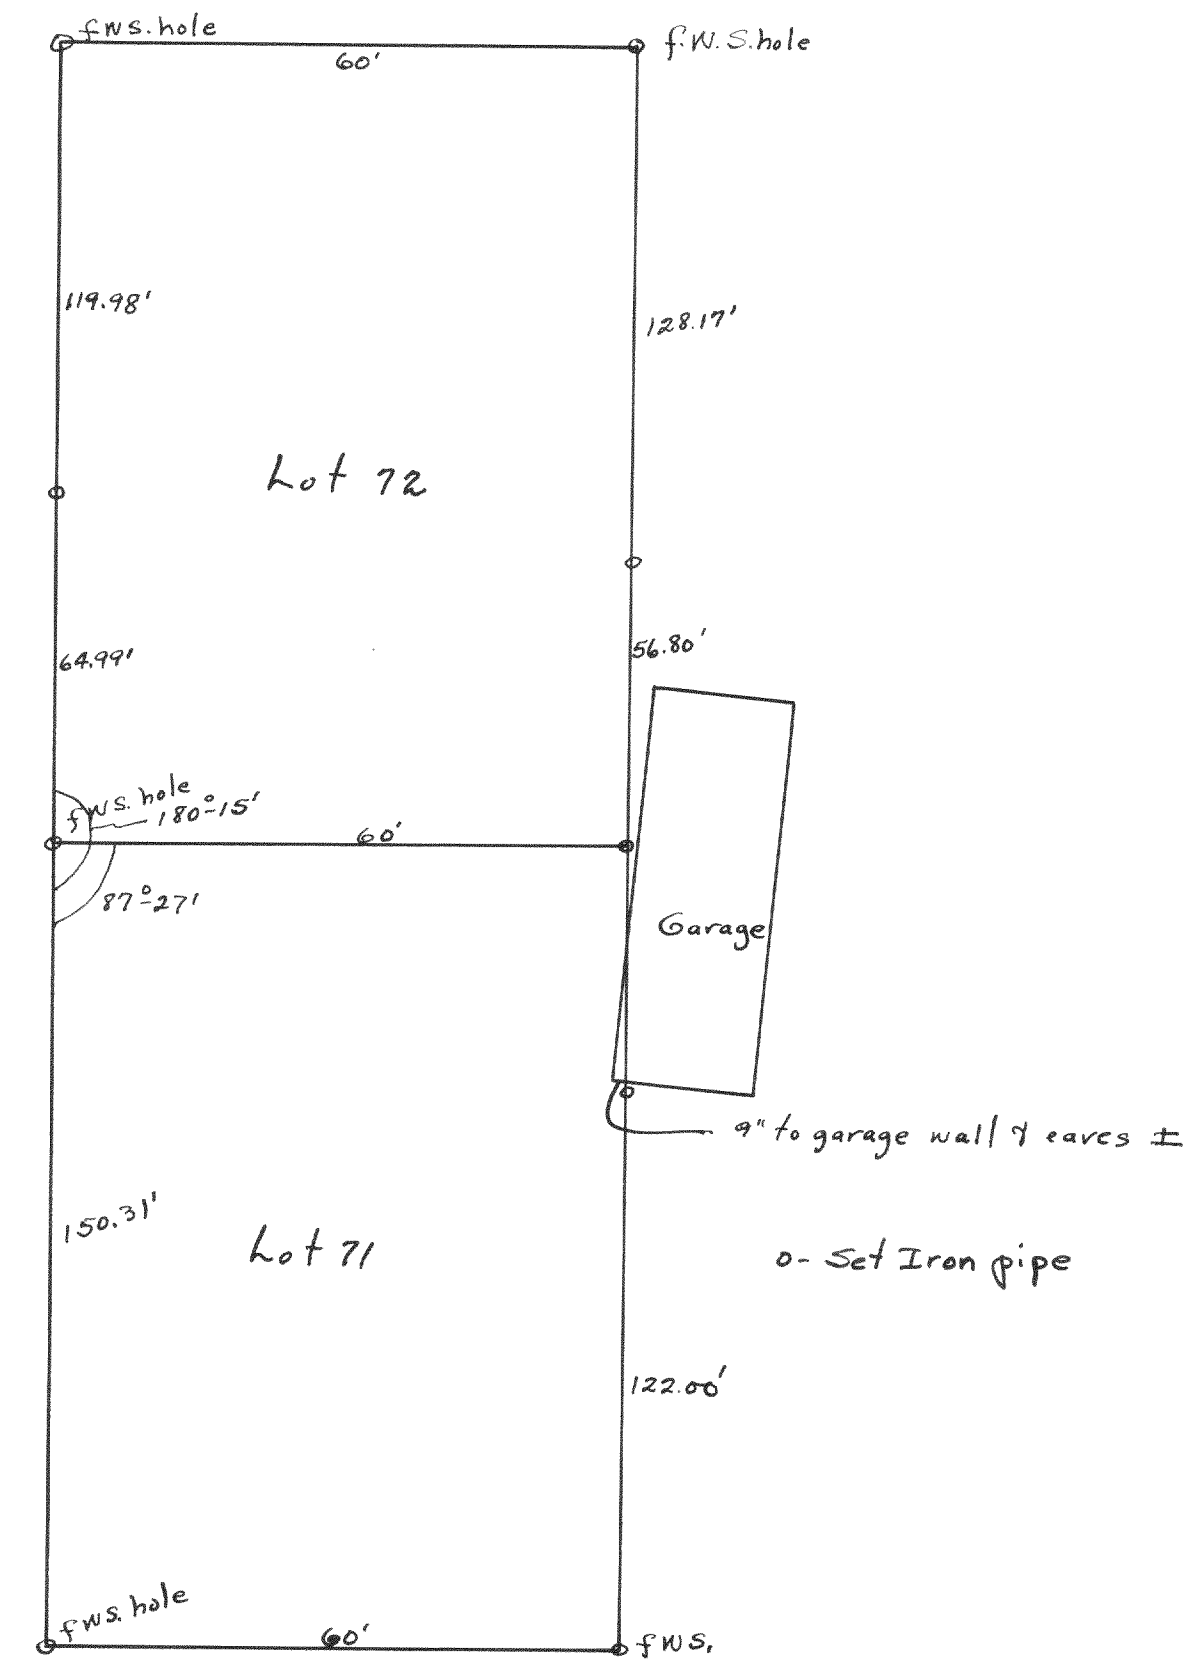 fws. hole
f.W.S. hole
60'
119.98'
128.17'
Lot 72
64.99'
56.80'
fws. hole
180°-15'
60'
87°-27'
Garage
9" to garage wall & eaves ±
150.31'
Lot 71
o- Set Iron pipe
122.00'
fws. hole
60'
fws.